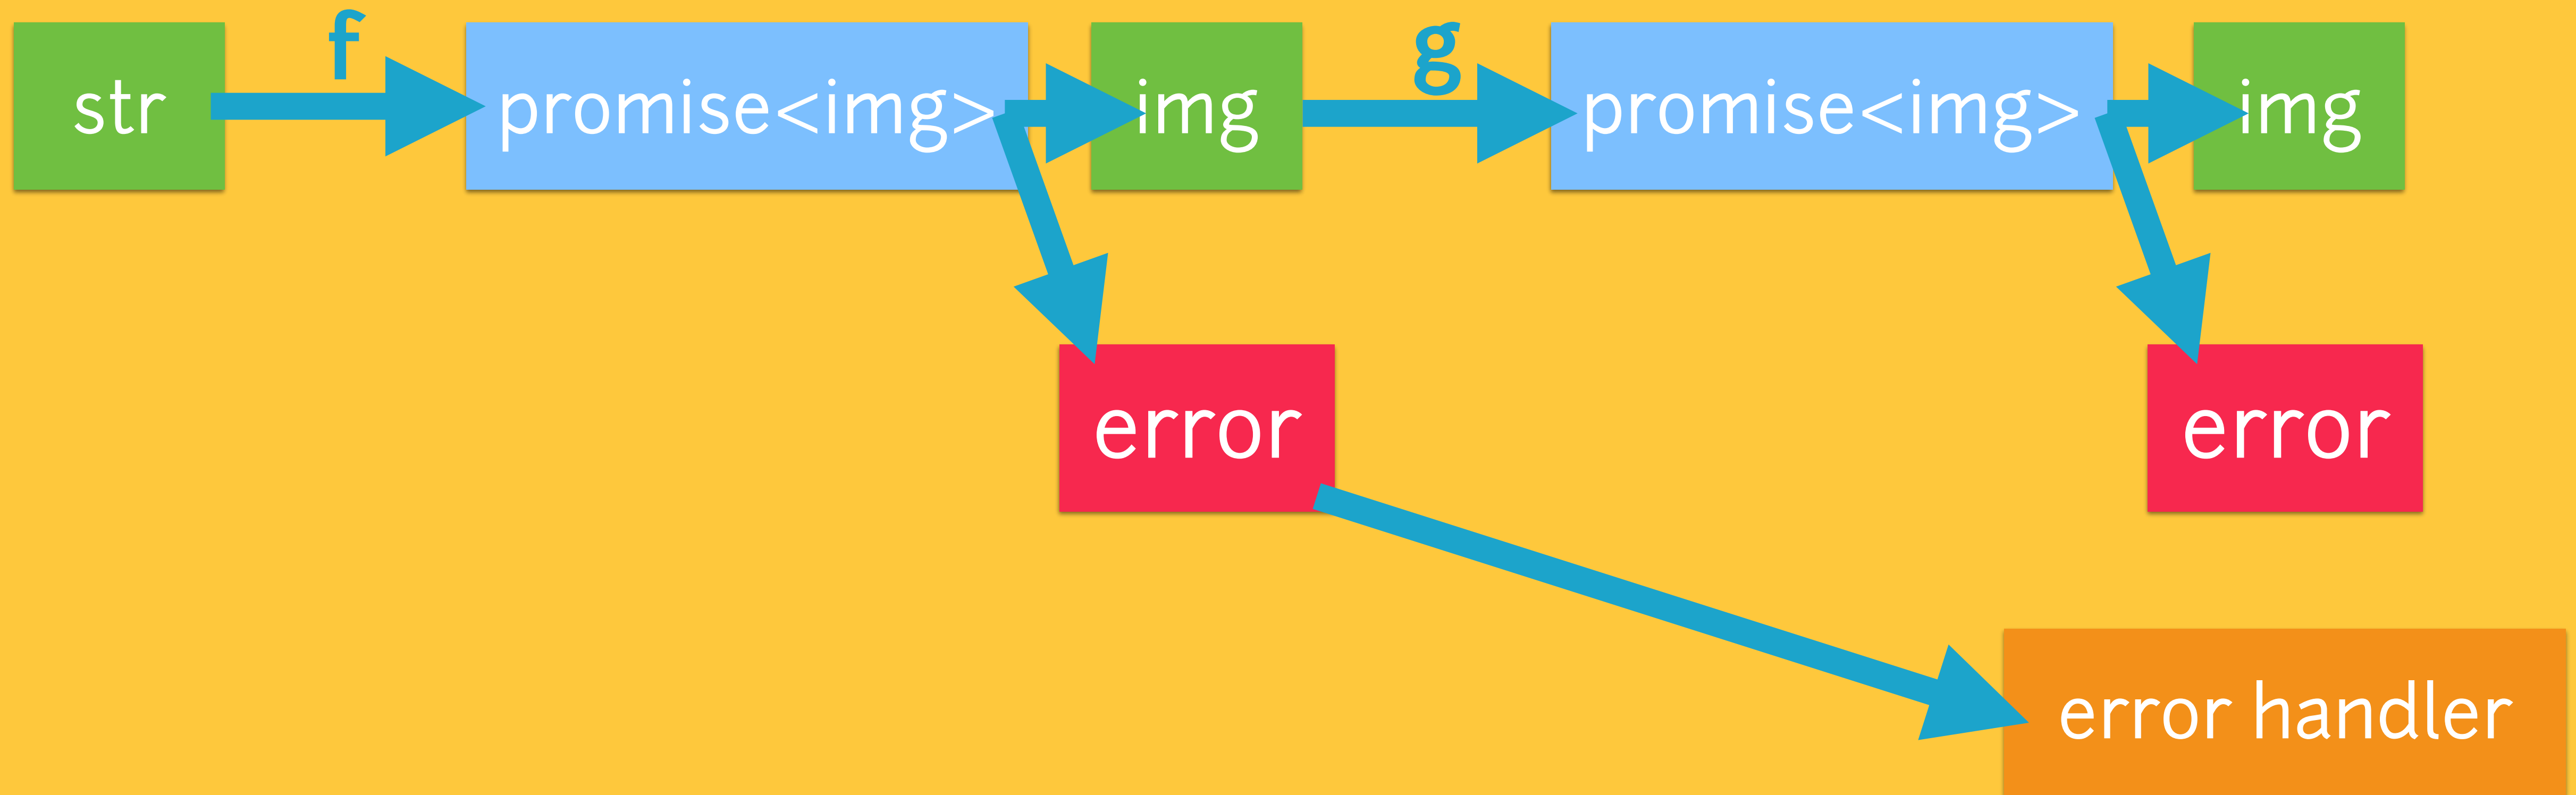 f
g
str
promise<img>
img
promise<img>
img
error
error
error handler